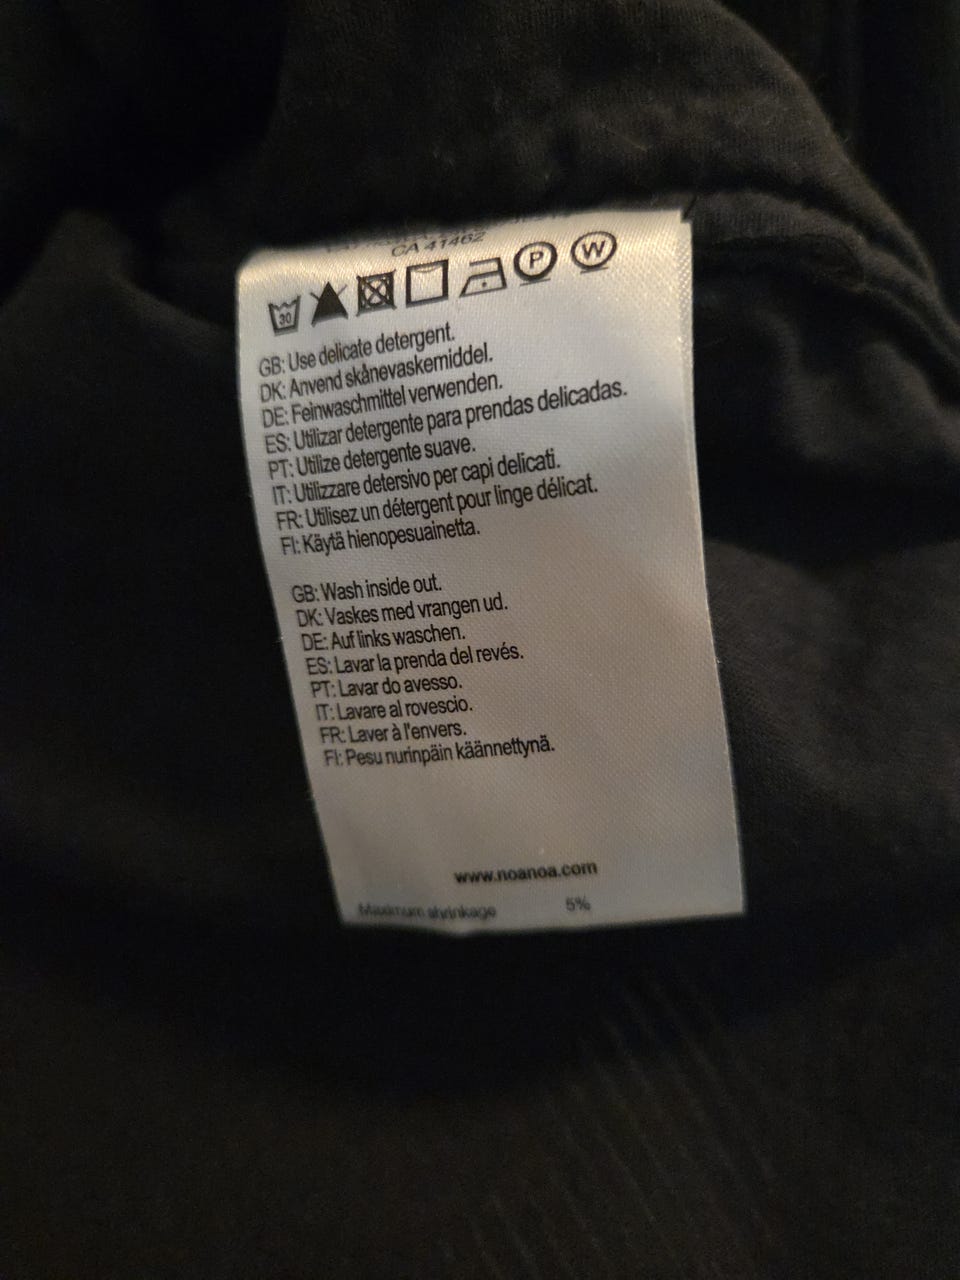 CA 41462
30 P W
GB: Use delicate detergent.
DK: Anvend skånevaskemiddel.
DE: Feinwaschmittel verwenden.
ES: Utilizar detergente para prendas delicadas.
PT: Utilize detergente suave.
IT: Utilizzare detersivo per capi delicati.
FR: Utilisez un détergent pour linge délicat.
FI: Käytä hienopesuainetta.
GB: Wash inside out.
DK: Vaskes med vrangen ud.
DE: Auf links waschen.
ES: Lavar la prenda del revés.
PT: Lavar do avesso.
IT: Lavare al rovescio.
FR: Laver à l'envers.
FI: Pesu nurinpäin käännettynä.
www.noanoa.com
Maximum shrinkage 5%